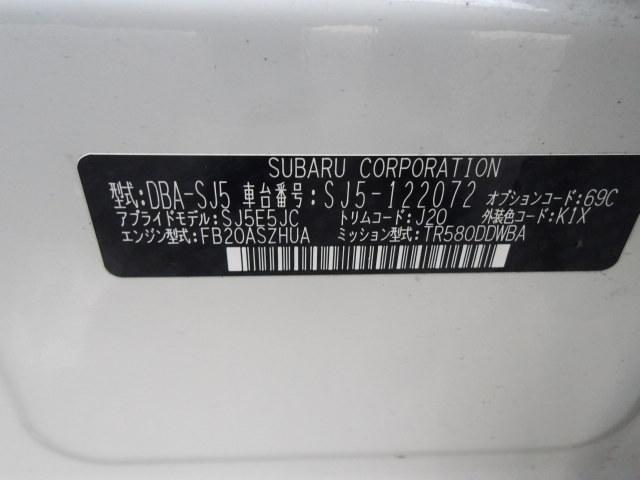 SUBARU CORPORATION
型式:DBA-SJ5 車台番号:SJ5-122072 オプションコード:69C
アプライドモデル:SJ5E5JC トリムコード:J20 外装色コード:K1X
エンジン型式:FB20ASZHUA ミッション型式:TR580DDWBA